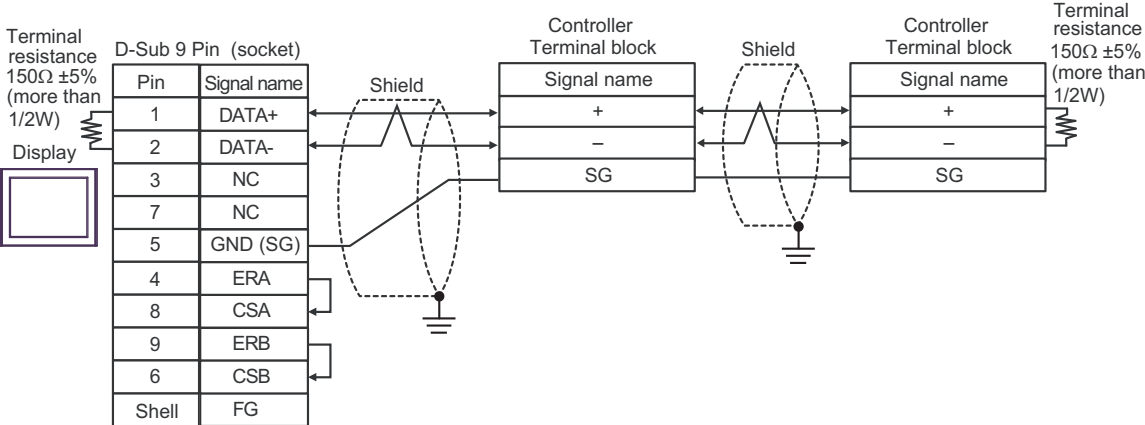 Terminal
resistance
150Ω ±5%
(more than
1/2W)
Display
D-Sub 9 Pin (socket)
Pin Signal name
1 DATA+
2 DATA-
3 NC
7 NC
5 GND (SG)
4 ERA
8 CSA
9 ERB
6 CSB
Shell FG
Shield
Controller
Terminal block
Signal name
+
–
SG
Shield
Controller
Terminal block
Signal name
+
–
SG
Terminal
resistance
150Ω ±5%
(more than
1/2W)